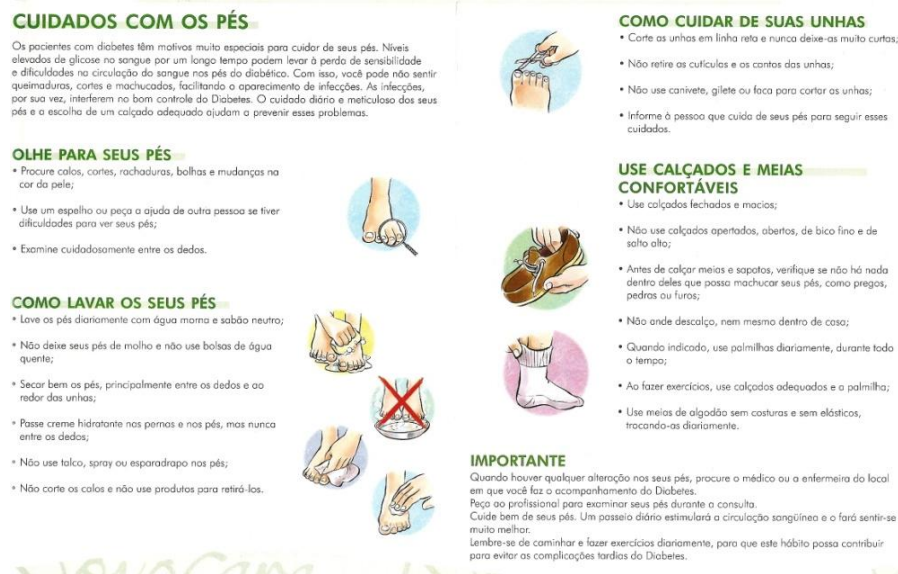 CUIDADOS COM OS PÉS
Os pacientes com diabetes têm motivos muito especiais para cuidar de seus pés. Níveis
elevados de glicose no sangue por um longo tempo podem levar à perda de sensibilidade
e dificuldades na circulação do sangue nos pés do diabético. Com isso, você pode não sentir
queimaduras, cortes e machucados, facilitando o aparecimento de infecções. As infecções,
por sua vez, interferem no bom controle do Diabetes. O cuidado diário e meticuloso dos seus
pés e a escolha de um calçado adequado ajudam a prevenir esses problemas.
OLHE PARA SEUS PÉS
• Procure calos, cortes, rachaduras, bolhas e mudanças na
cor da pele;
• Use um espelho ou peça a ajuda de outra pessoa se tiver
dificuldades para ver seus pés;
• Examine cuidadosamente entre os dedos.
COMO LAVAR OS SEUS PÉS
• Lave os pés diariamente com água morna e sabão neutro;
• Não deixe seus pés de molho e não use bolsas de água
quente;
• Secar bem os pés, principalmente entre os dedos e ao
redor das unhas;
• Passe creme hidratante nas pernas e nos pés, mas nunca
entre os dedos;
• Não use talco, spray ou esparadrapo nos pés;
• Não corte os calos e não use produtos para retirá-los.
COMO CUIDAR DE SUAS UNHAS
• Corte as unhas em linha reta e nunca deixe-as muito curtas;
• Não retire as cutículas e os cantos das unhas;
• Não use canivete, gilete ou faca para cortar as unhas;
• Informe à pessoa que cuida de seus pés para seguir esses
cuidados.
USE CALÇADOS E MEIAS
CONFORTÁVEIS
• Use calçados fechados e macios;
• Não use calçados apertados, abertos, de bico fino e de
salto alto;
• Antes de calçar meias e sapatos, verifique se não há nada
dentro deles que possa machucar seus pés, como pregos,
pedras ou furos;
• Não ande descalço, nem mesmo dentro de casa;
• Quando indicado, use palmilhas diariamente, durante todo
o tempo;
• Ao fazer exercícios, use calçados adequados e a palmilha;
• Use meias de algodão sem costuras e sem elásticos,
trocando-as diariamente.
IMPORTANTE
Quando houver qualquer alteração nos seus pés, procure o médico ou a enfermeira do local
em que você faz o acompanhamento do Diabetes.
Peça ao profissional para examinar seus pés durante a consulta.
Cuide bem de seus pés. Um passeio diário estimulará a circulação sangüínea e o fará sentir-se
muito melhor.
Lembre-se de caminhar e fazer exercícios diariamente, para que este hábito possa contribuir
para evitar as complicações tardias do Diabetes.